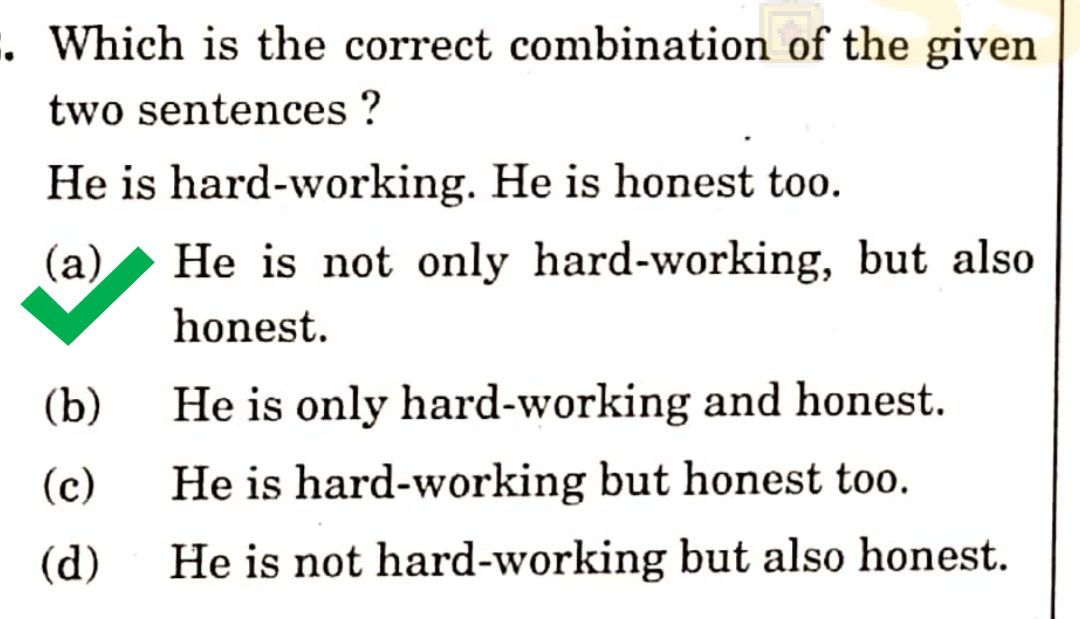 . Which is the correct combination of the given
two sentences ?
He is hard-working. He is honest too.
(a) He is not only hard-working, but also
honest.
(b) He is only hard-working and honest.
(c) He is hard-working but honest too.
(d) He is not hard-working but also honest.